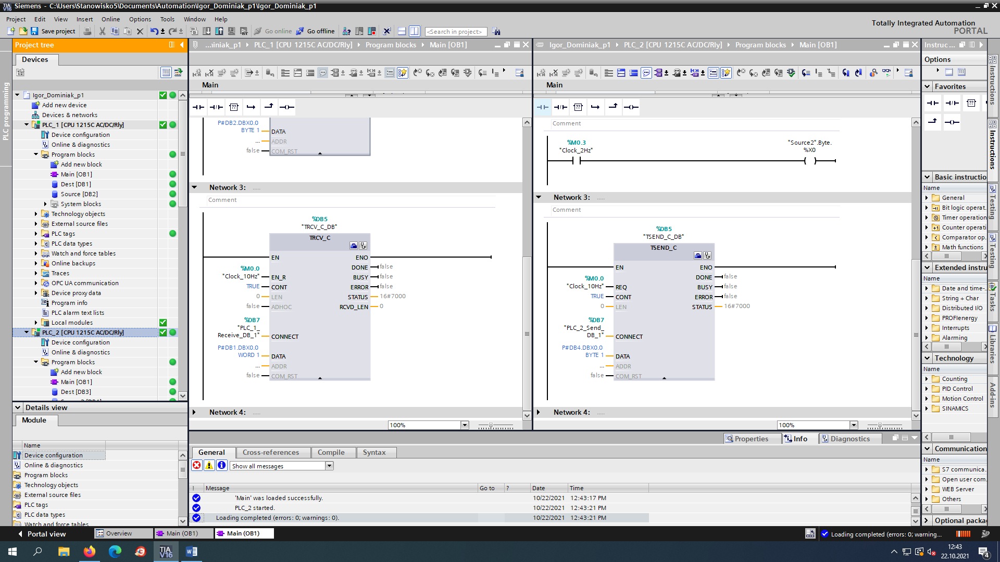 Siemens - C:\Users\Stanowisko5\Documents\Automation\Igor_Dominiak_p1\Igor_Dominiak_p1
Project Edit View Insert Online Options Tools Window Help
Totally Integrated Automation
PORTAL
Save project
Go online
Go offline
<Search in project>
Project tree
Devices
PLC programming
Igor_Dominiak_p1
Add new device
Devices & networks
PLC_1 [CPU 1215C AC/DC/Rly]
Device configuration
Online & diagnostics
Program blocks
Add new block
Main [OB1]
Dest [DB1]
Source [DB2]
System blocks
Technology objects
External source files
PLC tags
PLC data types
Watch and force tables
Online backups
Traces
OPC UA communication
Device proxy data
Program info
PLC alarm text lists
Local modules
PLC_2 [CPU 1215C AC/DC/Rly]
Device configuration
Online & diagnostics
Program blocks
Add new block
Main [OB1]
Dest [DB3]
Details view
Module
Name
Device configuration
Online & diagnostics
Program blocks
Technology objects
External source files
PLC tags
PLC data types
Watch and force tables
...iniak_p1 PLC_1 [CPU 1215C AC/DC/Rly] Program blocks Main [OB1]
Main
P#DB2.DBX0.0
BYTE 1 DATA
... ADDR
false COM_RST
Network 3: .....
Comment
%DB5
"TRCV_C_DB"
TRCV_C
EN ENO
DONE false
%M0.0
"Clock_10Hz" EN_R BUSY false
TRUE CONT ERROR false
0 LEN STATUS 16#7000
false ADHOC RCVD_LEN 0
%DB7
"PLC_1_
Receive_DB_1" CONNECT
P#DB1.DBX0.0
WORD 1 DATA
... ADDR
false COM_RST
Network 4: .....
100%
Igor_Dominiak_p1 PLC_2 [CPU 1215C AC/DC/Rly] Program blocks Main [OB1]
Main
Comment
%M0.3
"Clock_2Hz"
"Source2".Byte.
%X0
Network 3: .....
Comment
%DB5
"TSEND_C_DB"
TSEND_C
EN ENO
DONE false
%M0.0
"Clock_10Hz" REQ BUSY false
TRUE CONT ERROR false
0 LEN STATUS 16#7000
%DB7
"PLC_2_Send_
DB_1" CONNECT
P#DB4.DBX0.0
BYTE 1 DATA
... ADDR
false COM_RST
Network 4: .....
100%
Properties Info Diagnostics
General Cross-references Compile Syntax
Show all messages
! Message Go to ? Date Time
'Main' was loaded successfully. 10/22/2021 12:43:17 PM
PLC_2 started. 10/22/2021 12:43:21 PM
Loading completed (errors: 0; warnings: 0). 10/22/2021 12:43:21 PM
Instruc...
Options
Favorites
Basic instructio
Name
General
Bit logic operat.
Timer operation
Counter operati
Comparator op.
Math functions
Extended instru
Name
Date and time-..
String + Char
Distributed I/O
PROFIenergy
Interrupts
Alarming
Technology
Name
Counting
PID Control
Motion Control
SINAMICS
Communication
Name
S7 communica.
Open user com.
WEB Server
Others
Optional packag
Instructions
Instructions
Testing
Testing
Tasks
Libraries
Add-ins
Portal view
Overview
Main (OB1)
Main (OB1)
Loading completed (errors: 0; warning...
TIA
V16
12:43
22.10.2021
4